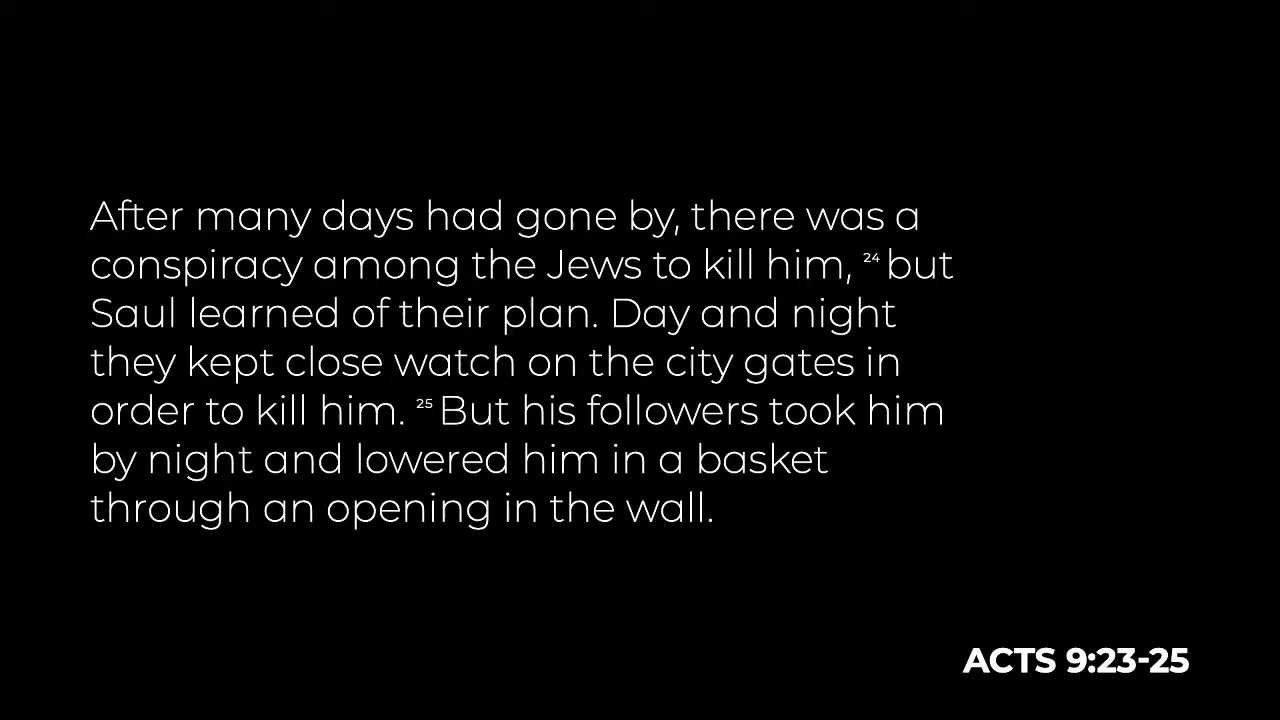 After many days had gone by, there was a
conspiracy among the Jews to kill him, 24 but
Saul learned of their plan. Day and night
they kept close watch on the city gates in
order to kill him. 25 But his followers took him
by night and lowered him in a basket
through an opening in the wall.
ACTS 9:23-25